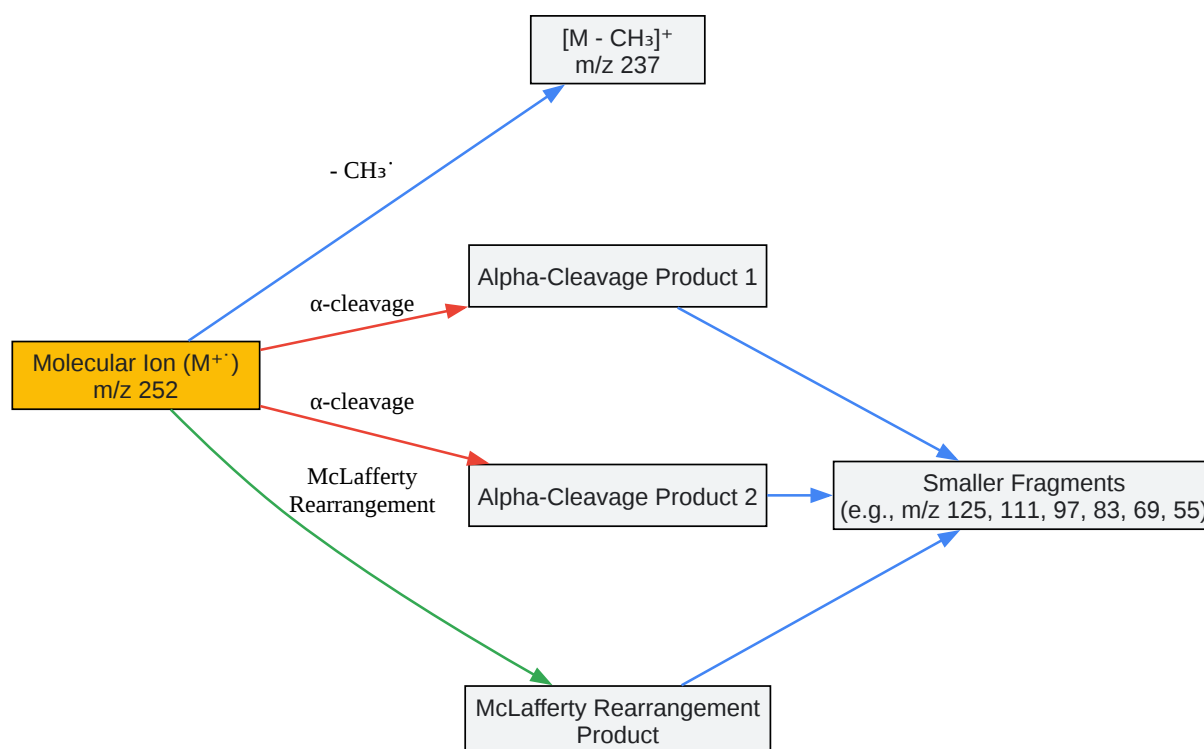 [M - CH₃]⁺
m/z 237
- CH₃˙
Alpha-Cleavage Product 1
α-cleavage
Molecular Ion (M⁺˙)
m/z 252
α-cleavage
McLafferty
Rearrangement
Alpha-Cleavage Product 2
Smaller Fragments
(e.g., m/z 125, 111, 97, 83, 69, 55)
McLafferty Rearrangement
Product